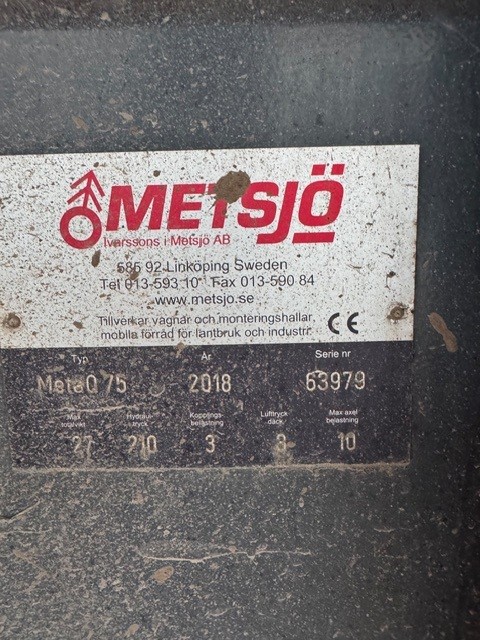 METSJÖ
Ivarssons i Metsjö AB
585 92 Linköping Sweden
Tel 013-593 10 Fax 013-590 84
www.metsjo.se
Tillverkar vagnar och monteringshallar,
mobila förråd för lantbruk och industri.
CE
Typ År Serie nr
MetaQ 75 2018 63979
Max totalvikt Hydraul- tryck Kopplings- belastning Lufttryck däck Max axel belastning
27 210 3 3 10